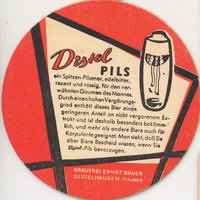 Distel
PILS
ein Spitzen-Pilsener, edelbitter,
rezent und rassig, für den ver-
wöhnten Gaumen des Mannes.
Durch einen hohen Vergärungs-
grad enthält dieses Bier einen
geringeren Anteil an nicht vergorenen Ex-
trakt und ist deshalb besonders bekömm-
lich, und mehr als andere Biere auch für
Korpulente geeignet. Man sieht, daß Sie
über Biere Bescheid wissen, wenn Sie
Distel-Pils bevorzugen.
BRAUEREI ERNST BAUER
DISTELHAUSEN/TAUBER